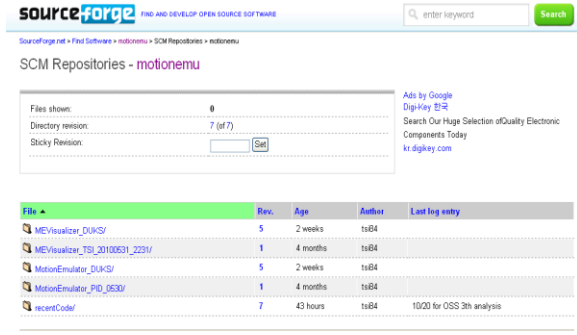 sourceforge FIND AND DEVELOP OPEN SOURCE SOFTWARE
enter keyword Search
SourceForge.net > Find Software > motionemu > SCM Repositories > motionemu
SCM Repositories - motionemu
Ads by Google
Digi-Key 한국
Search Our Huge Selection ofQuality Electronic
Components Today
kr.digikey.com
Files shown: 0
Directory revision: 7 (of 7)
Sticky Revision: Set
File Rev. Age Author Last log entry
MEVisualizer_DUKS/ 5 2 weeks tsi84
MEVisualizer_TSI_20100531_2231/ 1 4 months tsi84
MotionEmulator_DUKS/ 5 2 weeks tsi84
MotionEmulator_PID_0530/ 1 4 months tsi84
recentCode/ 7 43 hours tsi84 10/20 for OSS 3th analysis